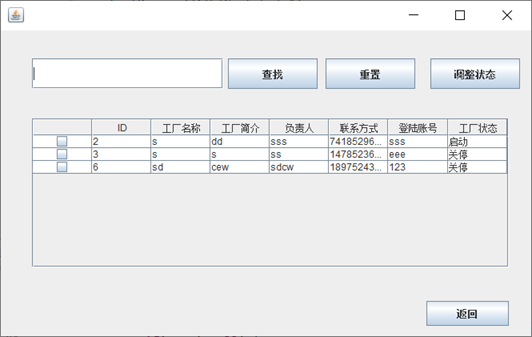 查找 重置 调整状态
ID 工厂名称 工厂简介 负责人 联系方式 登陆账号 工厂状态
2 s dd sss 74185296... sss 启动
3 s s ss 14785236... eee 关停
6 sd cew sdcw 18975243... 123 关停
返回